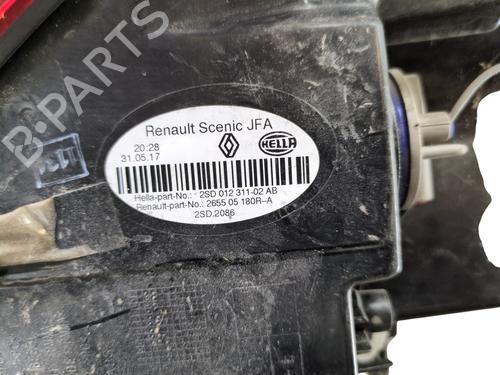 B-PARTS
Renault Scenic JFA
20:28
31.05.17
HELLA
Hella-part-No.: 2SD 012 311-02 AB
Renault-part-No.: 2655 05 180R--A
2SD.2086